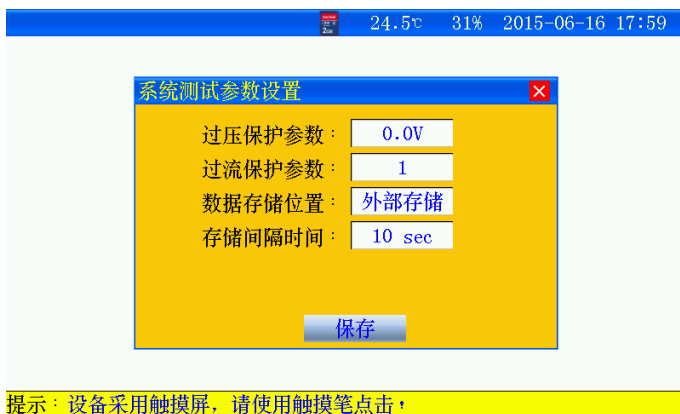 24.5℃ 31% 2015-06-16 17:59
系统测试参数设置
过压保护参数: 0.0V
过流保护参数: 1
数据存储位置: 外部存储
存储间隔时间: 10 sec
保存
提示:设备采用触摸屏,请使用触摸笔点击!